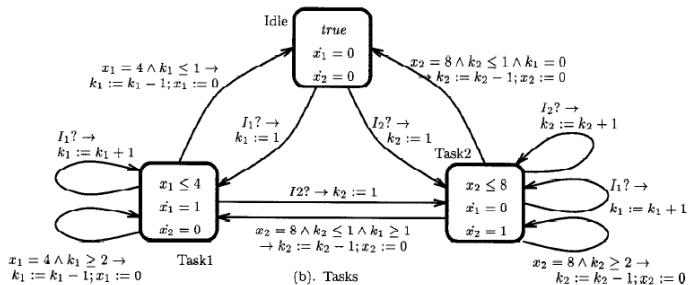 Idle
true
ẋ₁ = 0
ẋ₂ = 0
x₁ = 4 ∧ k₁ ≤ 1 →
k₁ := k₁ − 1; x₁ := 0
x₂ = 8 ∧ k₂ ≤ 1 ∧ k₁ = 0
→ k₂ := k₂ − 1; x₂ := 0
I₁? →
k₁ := 1
I₂? →
k₂ := 1
I₁? →
k₁ := k₁ + 1
I₂? →
k₂ := k₂ + 1
Task2
x₁ ≤ 4
ẋ₁ = 1
ẋ₂ = 0
I2? → k₂ := 1
x₂ ≤ 8
ẋ₁ = 0
ẋ₂ = 1
I₁? →
k₁ := k₁ + 1
x₂ = 8 ∧ k₂ ≤ 1 ∧ k₁ ≥ 1
→ k₂ := k₂ − 1; x₂ := 0
x₁ = 4 ∧ k₁ ≥ 2 →
k₁ := k₁ − 1; x₁ := 0
Task1
x₂ = 8 ∧ k₂ ≥ 2 →
k₂ := k₂ − 1; x₂ := 0
(b). Tasks